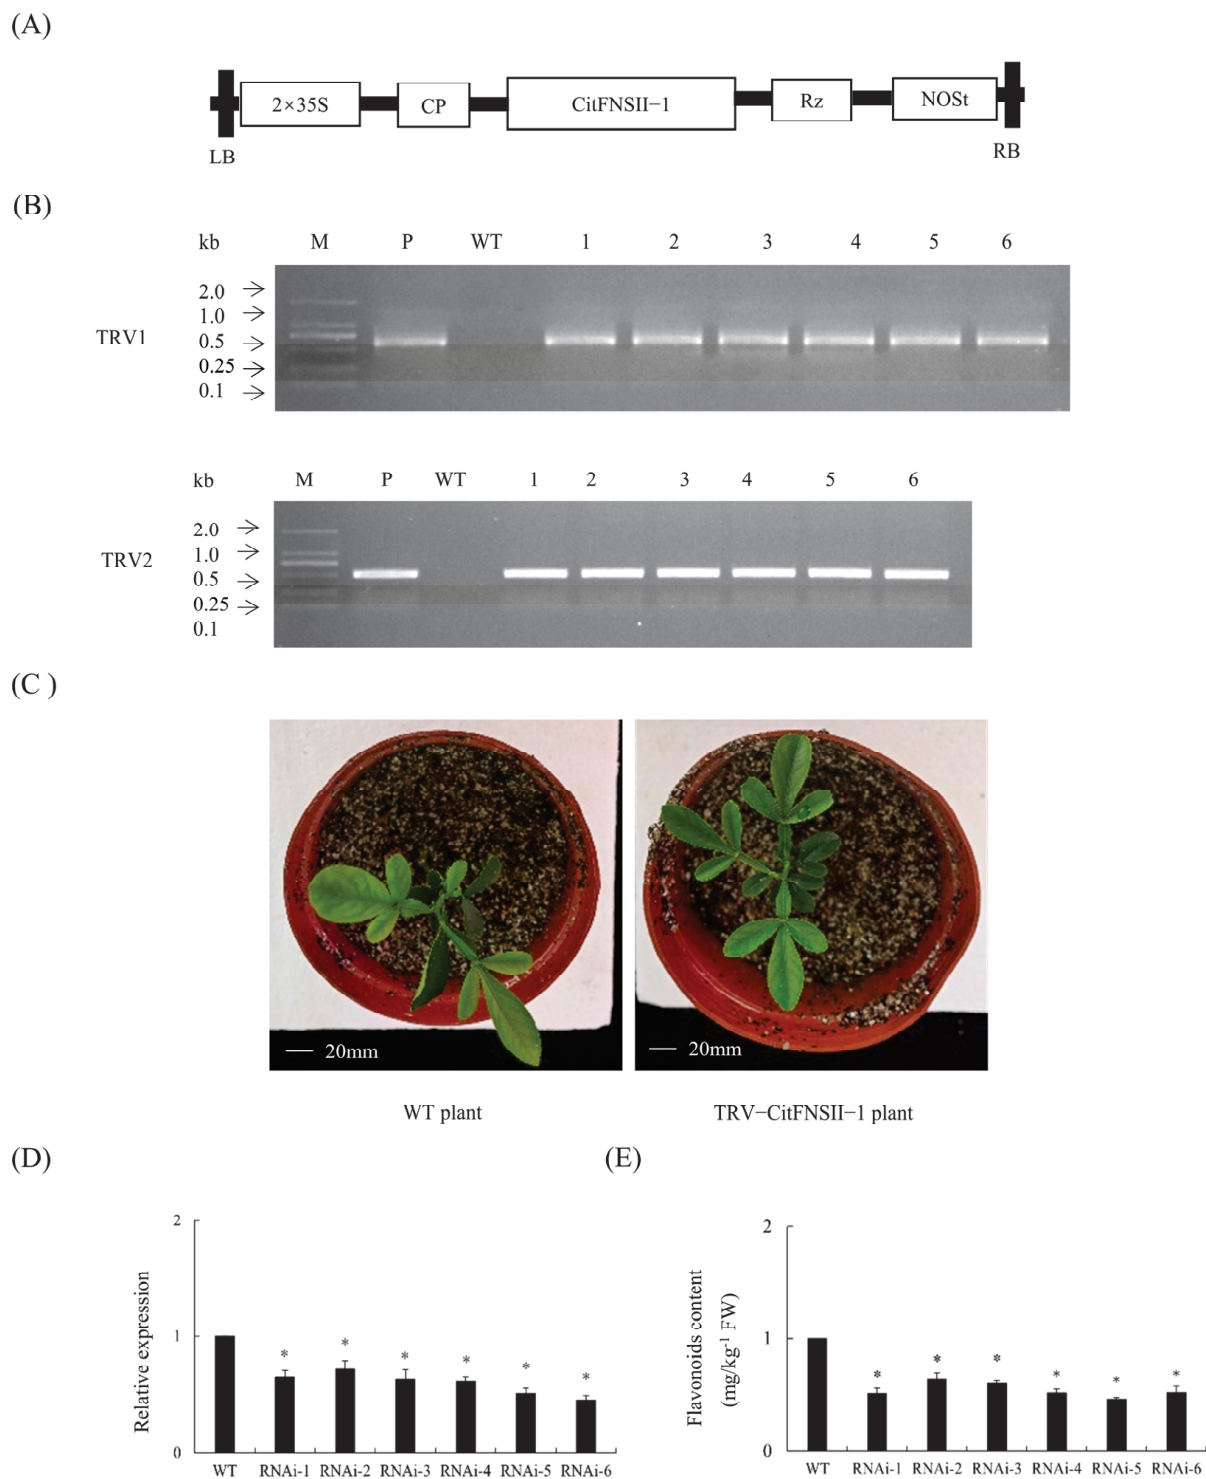 (A)
2×35S CP CitFNSII−1 Rz NOSt
LB RB
(B)
kb M P WT 1 2 3 4 5 6
2.0
1.0
TRV1
0.5
0.25
0.1
kb M P WT 1 2 3 4 5 6
2.0
1.0
TRV2
0.5
0.25
0.1
(C )
20mm 20mm
WT plant TRV−CitFNSII−1 plant
(D) (E)
Relative expression
2
1
0
* * * * * *
WT RNAi-1 RNAi-2 RNAi-3 RNAi-4 RNAi-5 RNAi-6
Flavonoids content
(mg/kg⁻¹ FW)
2
1
0
* * * * * *
WT RNAi-1 RNAi-2 RNAi-3 RNAi-4 RNAi-5 RNAi-6